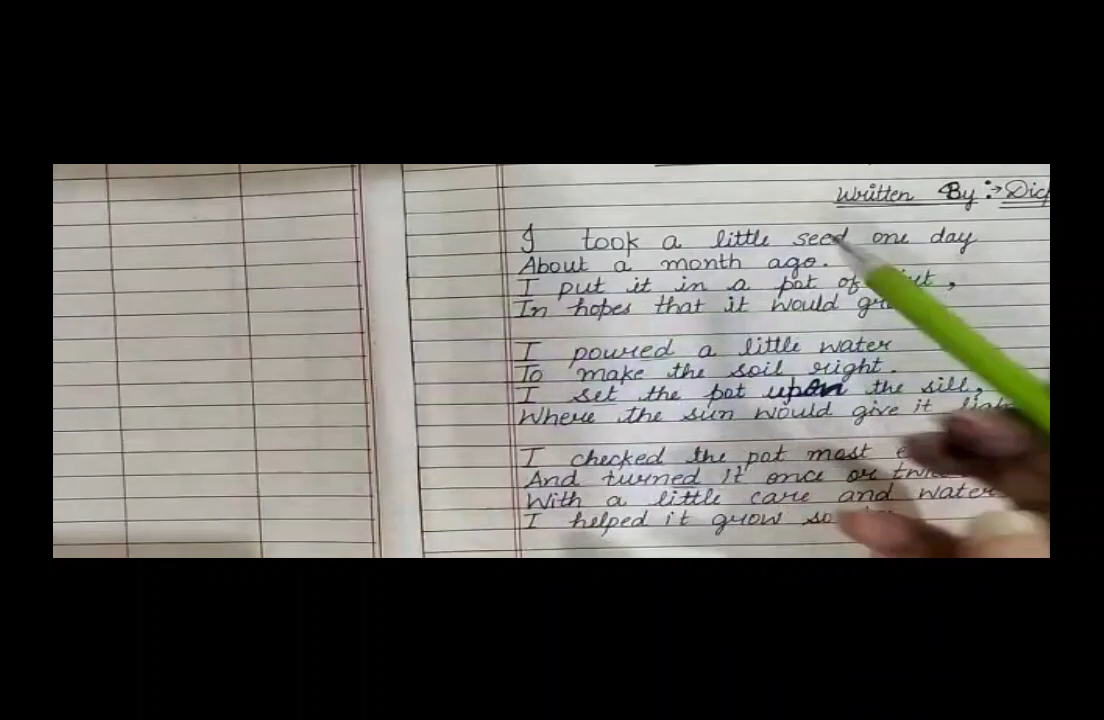 Written By :-> Dic
I took a little seed one day
About a month ago.
I put it in a pot of ,
In hopes that it would
I poured a little water
To make the soil right.
I set the pot upon the sill,
Where the sun would give it
I checked the pot most
And turned it once or
With a little care and water
I helped it grow so